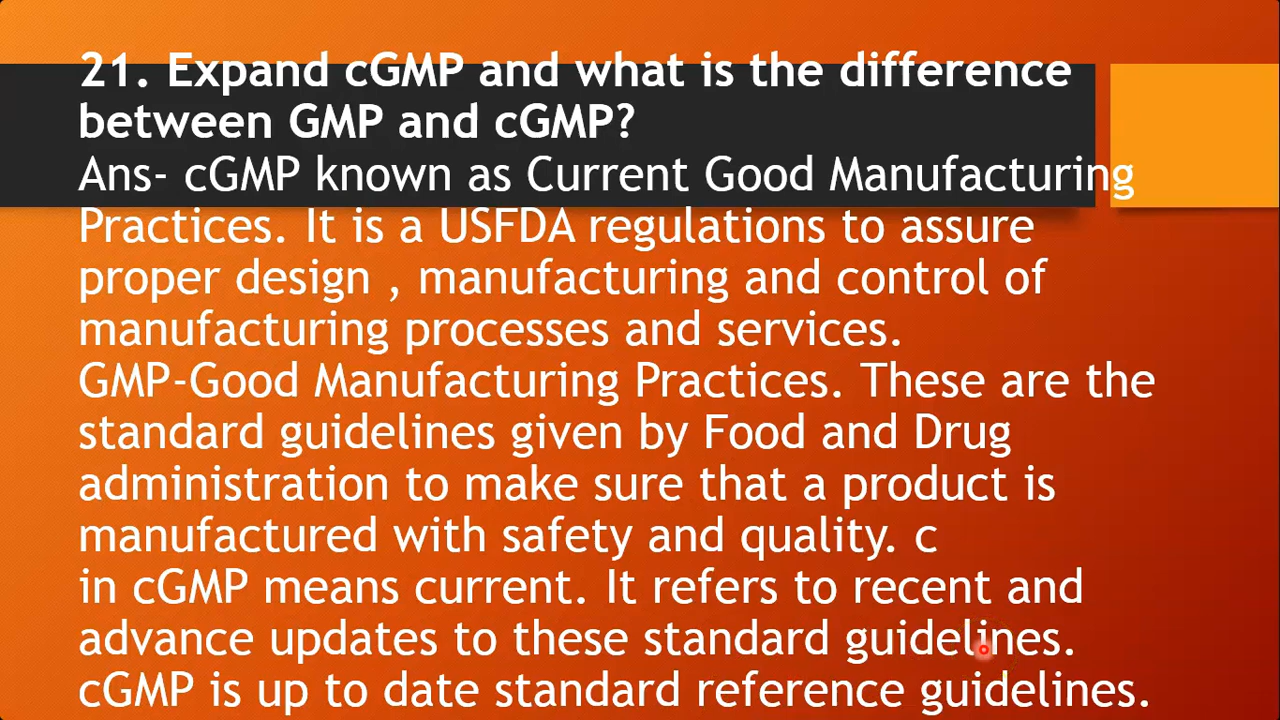 21. Expand cGMP and what is the difference
between GMP and cGMP?
Ans- cGMP known as Current Good Manufacturing
Practices. It is a USFDA regulations to assure
proper design , manufacturing and control of
manufacturing processes and services.
GMP-Good Manufacturing Practices. These are the
standard guidelines given by Food and Drug
administration to make sure that a product is
manufactured with safety and quality. c
in cGMP means current. It refers to recent and
advance updates to these standard guidelines.
cGMP is up to date standard reference guidelines.